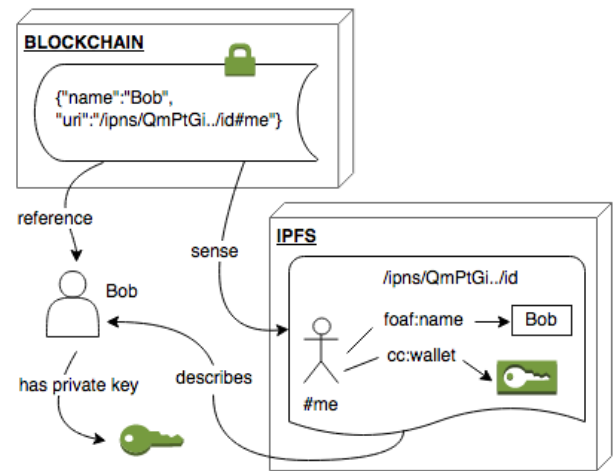 BLOCKCHAIN
{"name":"Bob",
"uri":"/ipns/QmPtGi../id#me"}
reference
sense
IPFS
/ipns/QmPtGi../id
Bob
foaf:name
Bob
cc:wallet
has private key
describes
#me